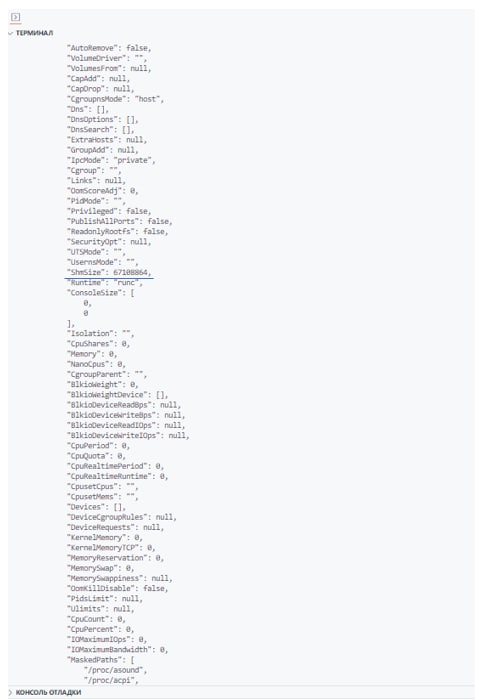 ТЕРМИНАЛ
"AutoRemove": false,
"VolumeDriver": "",
"VolumesFrom": null,
"CapAdd": null,
"CapDrop": null,
"CgroupnsMode": "host",
"Dns": [],
"DnsOptions": [],
"DnsSearch": [],
"ExtraHosts": null,
"GroupAdd": null,
"IpcMode": "private",
"Cgroup": "",
"Links": null,
"OomScoreAdj": 0,
"PidMode": "",
"Privileged": false,
"PublishAllPorts": false,
"ReadonlyRootfs": false,
"SecurityOpt": null,
"UTSMode": "",
"UsernsMode": "",
"ShmSize": 67108864,
"Runtime": "runc",
"ConsoleSize": [
0,
0
],
"Isolation": "",
"CpuShares": 0,
"Memory": 0,
"NanoCpus": 0,
"CgroupParent": "",
"BlkioWeight": 0,
"BlkioWeightDevice": [],
"BlkioDeviceReadBps": null,
"BlkioDeviceWriteBps": null,
"BlkioDeviceReadIOps": null,
"BlkioDeviceWriteIOps": null,
"CpuPeriod": 0,
"CpuQuota": 0,
"CpuRealtimePeriod": 0,
"CpuRealtimeRuntime": 0,
"CpusetCpus": "",
"CpusetMems": "",
"Devices": [],
"DeviceCgroupRules": null,
"DeviceRequests": null,
"KernelMemory": 0,
"KernelMemoryTCP": 0,
"MemoryReservation": 0,
"MemorySwap": 0,
"MemorySwappiness": null,
"OomKillDisable": false,
"PidsLimit": null,
"Ulimits": null,
"CpuCount": 0,
"CpuPercent": 0,
"IOMaximumIOps": 0,
"IOMaximumBandwidth": 0,
"MaskedPaths": [
"/proc/asound",
"/proc/acpi",
КОНСОЛЬ ОТЛАДКИ